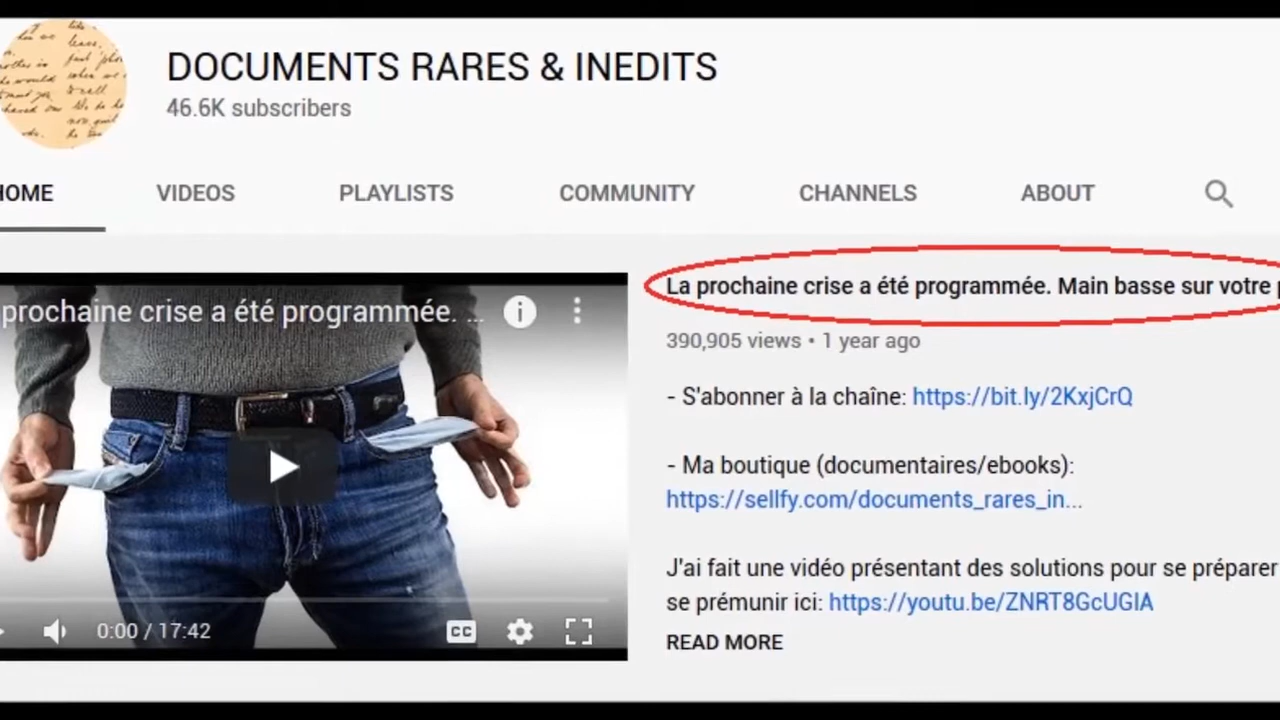 DOCUMENTS RARES & INEDITS
46.6K subscribers
HOME VIDEOS PLAYLISTS COMMUNITY CHANNELS ABOUT
prochaine crise a été programmée. ...
La prochaine crise a été programmée. Main basse sur votre p
390,905 views • 1 year ago
- S'abonner à la chaîne: https://bit.ly/2KxjCrQ
- Ma boutique (documentaires/ebooks):
https://sellfy.com/documents_rares_in...
J'ai fait une vidéo présentant des solutions pour se préparer
se prémunir ici: https://youtu.be/ZNRT8GcUGIA
READ MORE
0:00 / 17:42
CC